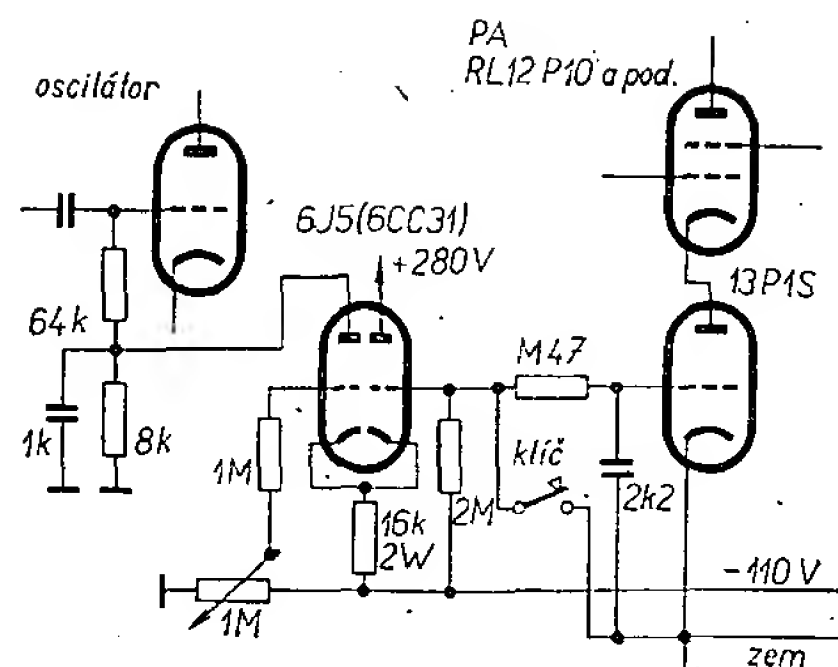 PA
RL12 P10 a pod.
oscilátor
6J5(6CC31)
+280V
13P1S
64k
M47
1k
8k
1M
klíč
2M
2k2
16k
2W
-110 V
1M
zem